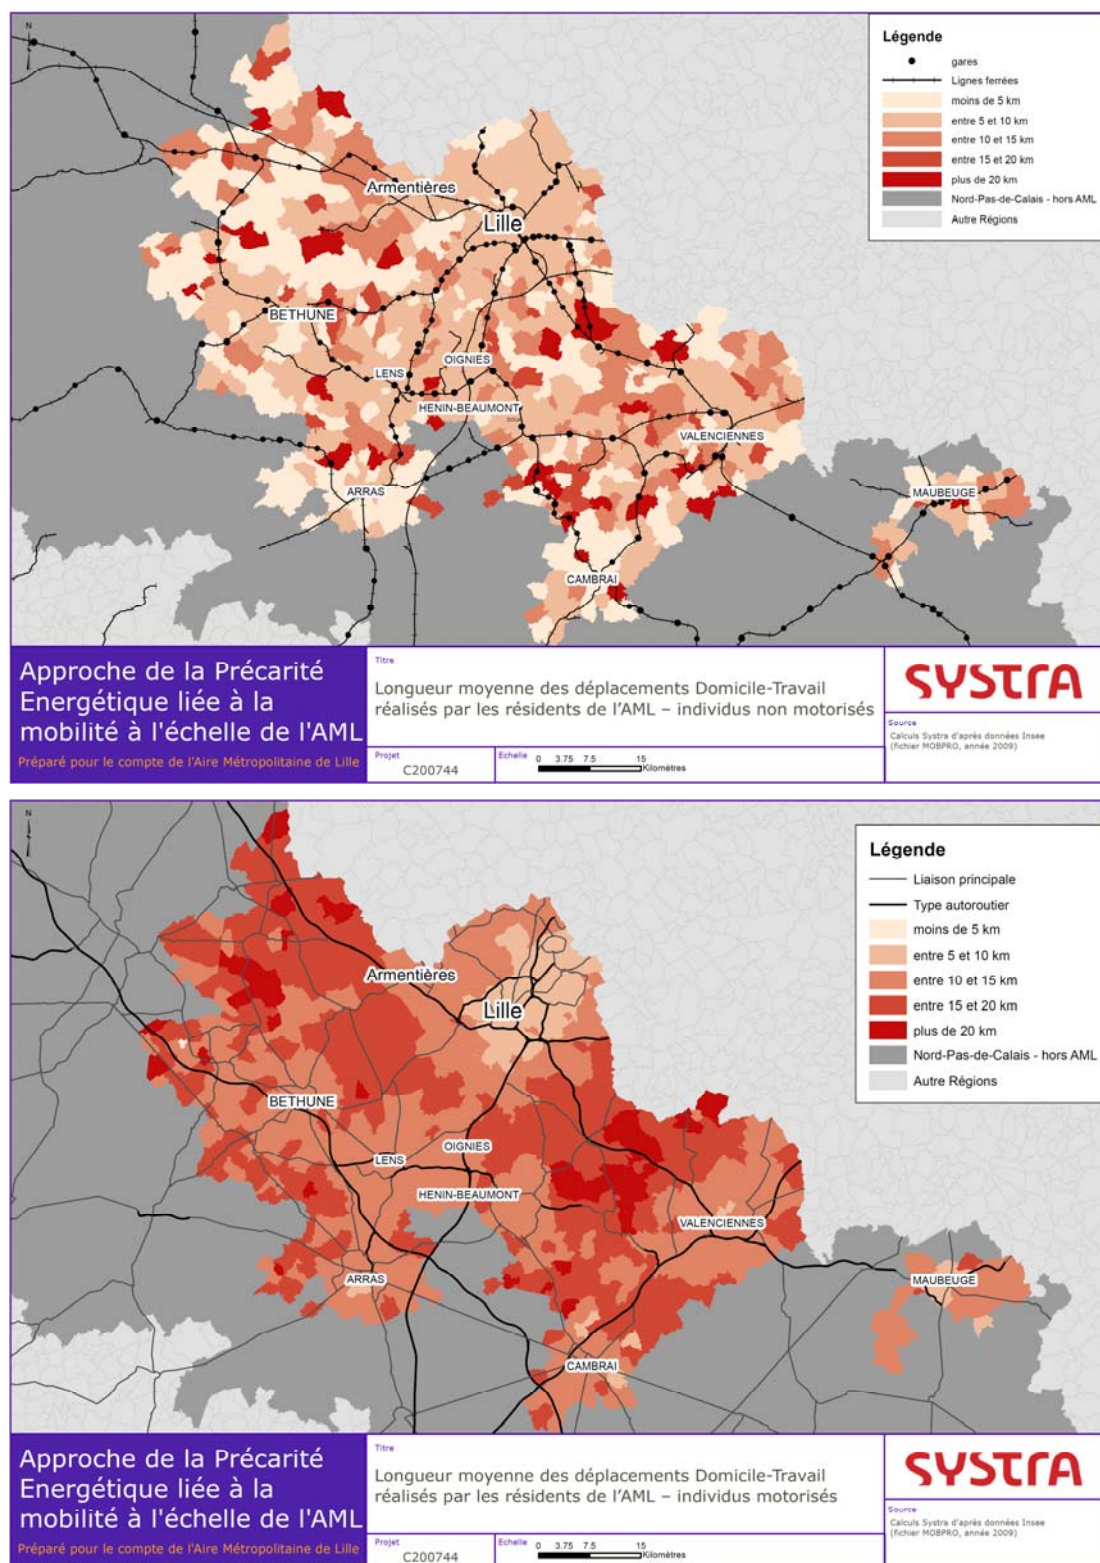 N
Légende
gares
Lignes ferrées
moins de 5 km
entre 5 et 10 km
entre 10 et 15 km
entre 15 et 20 km
plus de 20 km
Nord-Pas-de-Calais - hors AML
Autre Régions
Armentières
Lille
BETHUNE
OIGNIES
LENS
HENIN-BEAUMONT
VALENCIENNES
ARRAS
MAUBEUGE
CAMBRAI
Approche de la Précarité
Energétique liée à la
mobilité à l'échelle de l'AML
Préparé pour le compte de l'Aire Métropolitaine de Lille
Titre
Longueur moyenne des déplacements Domicile-Travail
réalisés par les résidents de l'AML – individus non motorisés
Projet
C200744
Echelle
0 3.75 7.5 15
Kilomètres
SYSTRA
Source
Calculs Systra d'après données Insee
(fichier MOBPRO, année 2009)
N
Légende
Liaison principale
Type autoroutier
moins de 5 km
entre 5 et 10 km
entre 10 et 15 km
entre 15 et 20 km
plus de 20 km
Nord-Pas-de-Calais - hors AML
Autre Régions
Armentières
Lille
BETHUNE
OIGNIES
LENS
HENIN-BEAUMONT
VALENCIENNES
ARRAS
MAUBEUGE
CAMBRAI
Approche de la Précarité
Energétique liée à la
mobilité à l'échelle de l'AML
Préparé pour le compte de l'Aire Métropolitaine de Lille
Titre
Longueur moyenne des déplacements Domicile-Travail
réalisés par les résidents de l'AML – individus motorisés
Projet
C200744
Echelle
0 3.75 7.5 15
Kilomètres
SYSTRA
Source
Calculs Systra d'après données Insee
(fichier MOBPRO, année 2009)